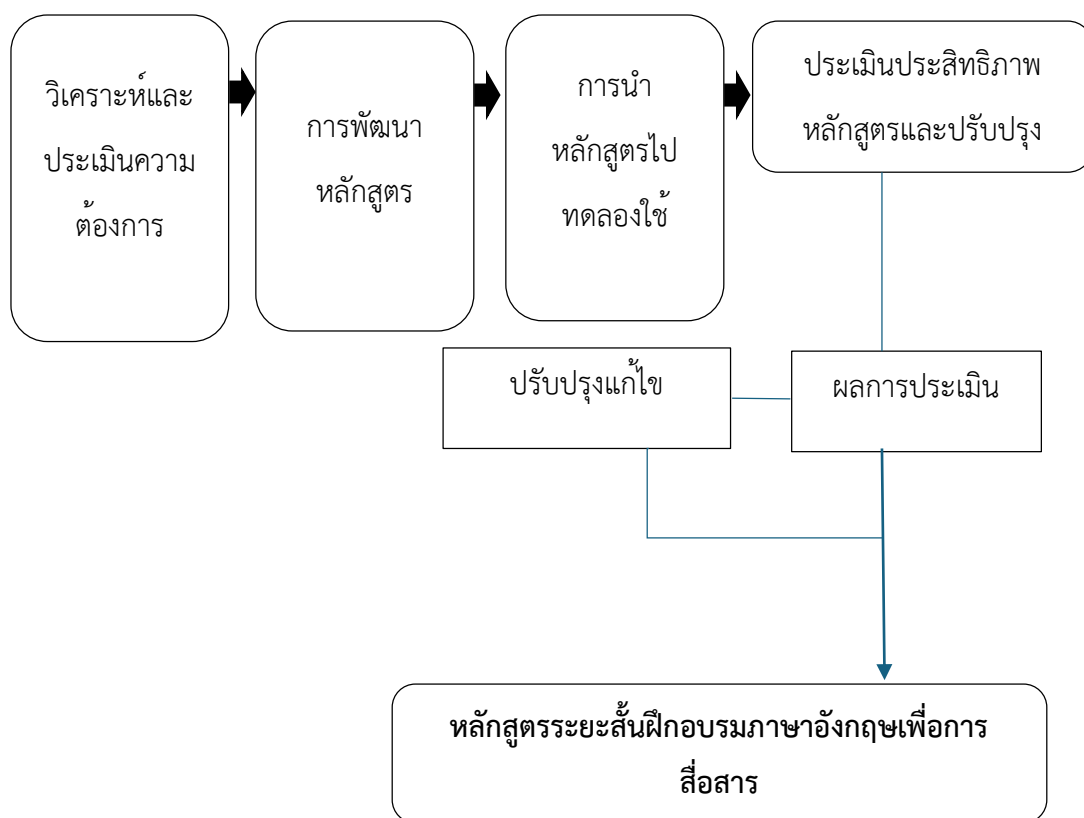 วิเคราะห์และ
ประเมินความ
ต้องการ
การพัฒนา
หลักสูตร
การนำ
หลักสูตรไป
ทดลองใช้
ประเมินประสิทธิภาพ
หลักสูตรและปรับปรุง
ปรับปรุงแก้ไข
ผลการประเมิน
หลักสูตรระยะสั้นฝึกอบรมภาษาอังกฤษเพื่อการ
สื่อสาร